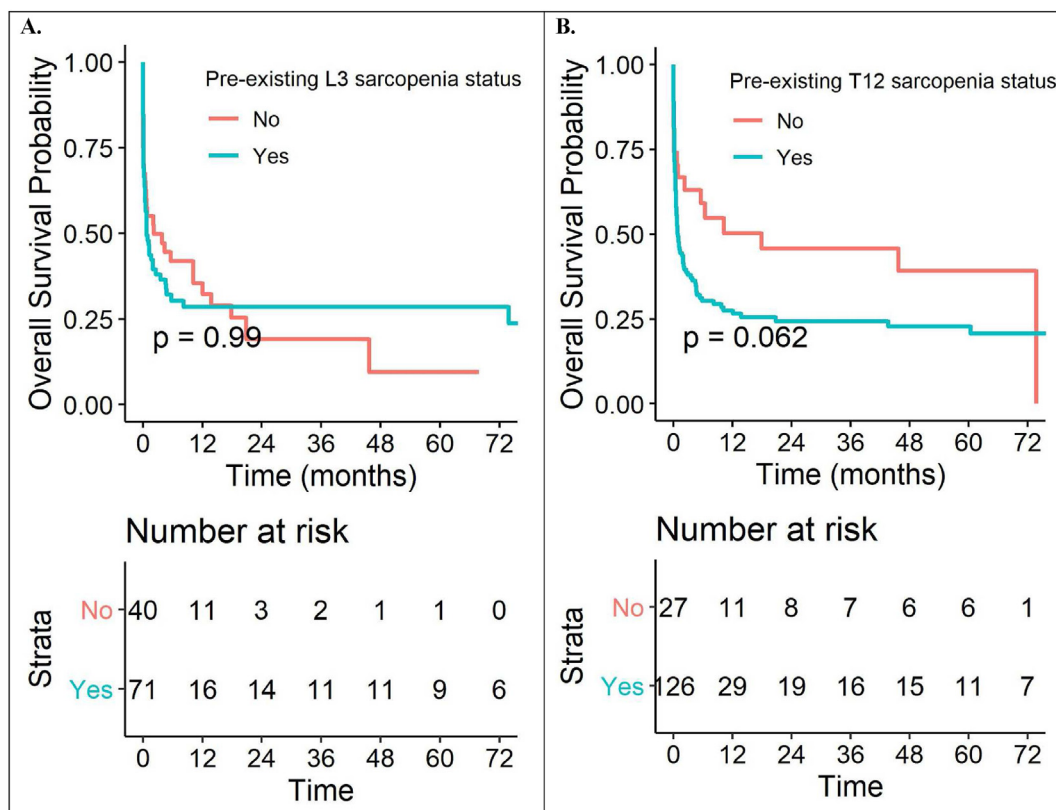 A.
Overall Survival Probability
1.00
0.75
0.50
0.25
0.00
Pre-existing L3 sarcopenia status
No
Yes
p = 0.99
0 12 24 36 48 60 72
Time (months)
Number at risk
Strata
No 40 11 3 2 1 1 0
Yes 71 16 14 11 11 9 6
0 12 24 36 48 60 72
Time
B.
Overall Survival Probability
1.00
0.75
0.50
0.25
0.00
Pre-existing T12 sarcopenia status
No
Yes
p = 0.062
0 12 24 36 48 60 72
Time (months)
Number at risk
Strata
No 27 11 8 7 6 6 1
Yes 126 29 19 16 15 11 7
0 12 24 36 48 60 72
Time